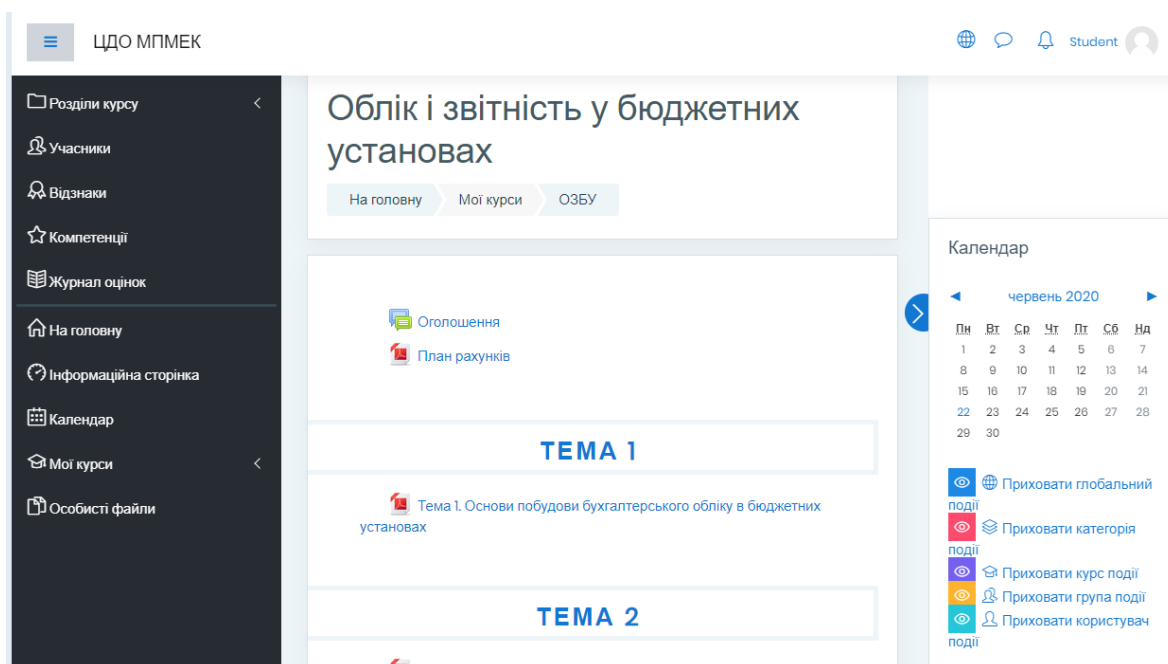 ЦДО МПМЕК
Student
Розділи курсу
Учасники
Відзнаки
Компетенції
Журнал оцінок
На головну
Інформаційна сторінка
Календар
Мої курси
Особисті файли
Облік і звітність у бюджетних
установах
На головну Мої курси ОЗБУ
Оголошення
План рахунків
ТЕМА 1
Тема 1. Основи побудови бухгалтерського обліку в бюджетних
установах
ТЕМА 2
Календар
◄ червень 2020 ►
Пн Вт Ср Чт Пт Сб Нд
1 2 3 4 5 6 7
8 9 10 11 12 13 14
15 16 17 18 19 20 21
22 23 24 25 26 27 28
29 30
Приховати глобальний
події
Приховати категорія
події
Приховати курс події
Приховати група події
Приховати користувач
події